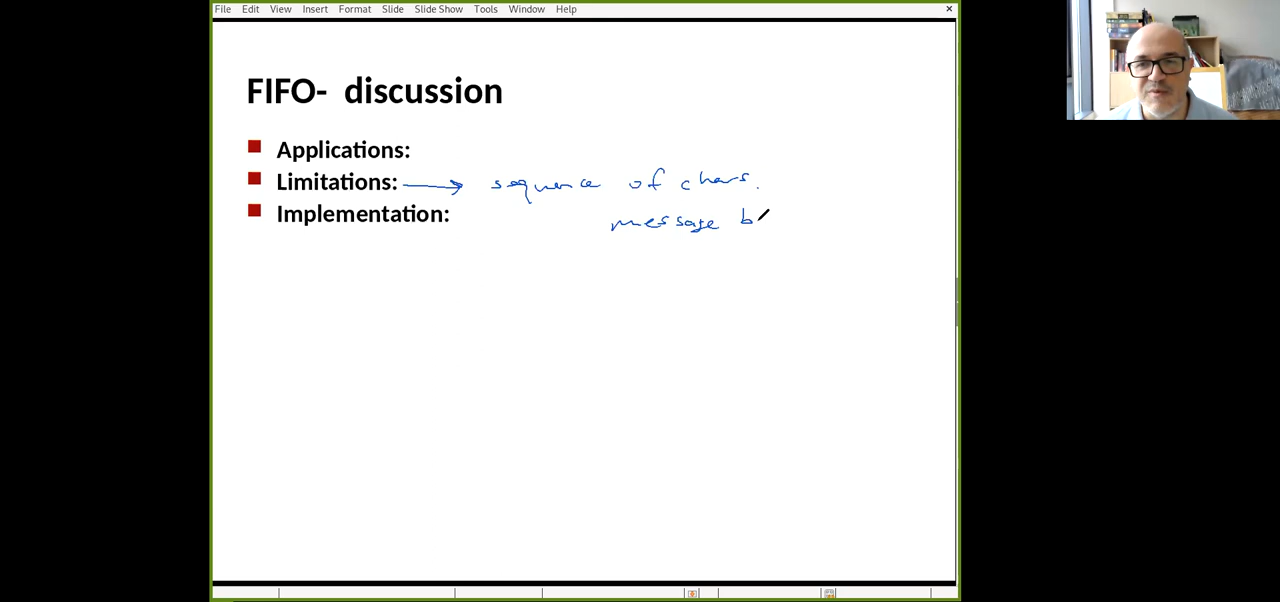 File Edit View Insert Format Slide Slide Show Tools Window Help
FIFO- discussion
Applications:
Limitations: → sequence of chars.
Implementation:
message b